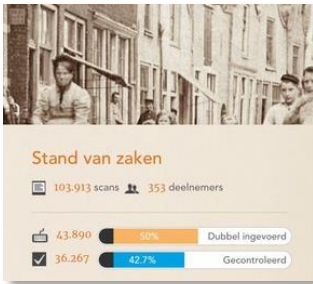 Stand van zaken
103.913 scans 353 deelnemers
43.890 50% Dubbel ingevoerd
36.267 42.7% Gecontroleerd